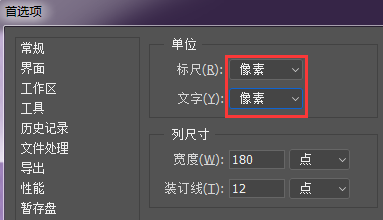 首选项
常规
界面
工作区
工具
历史记录
文件处理
导出
性能
暂存盘
单位
标尺(R): 像素
文字(Y): 像素
列尺寸
宽度(W): 180 点
装订线(I): 12 点